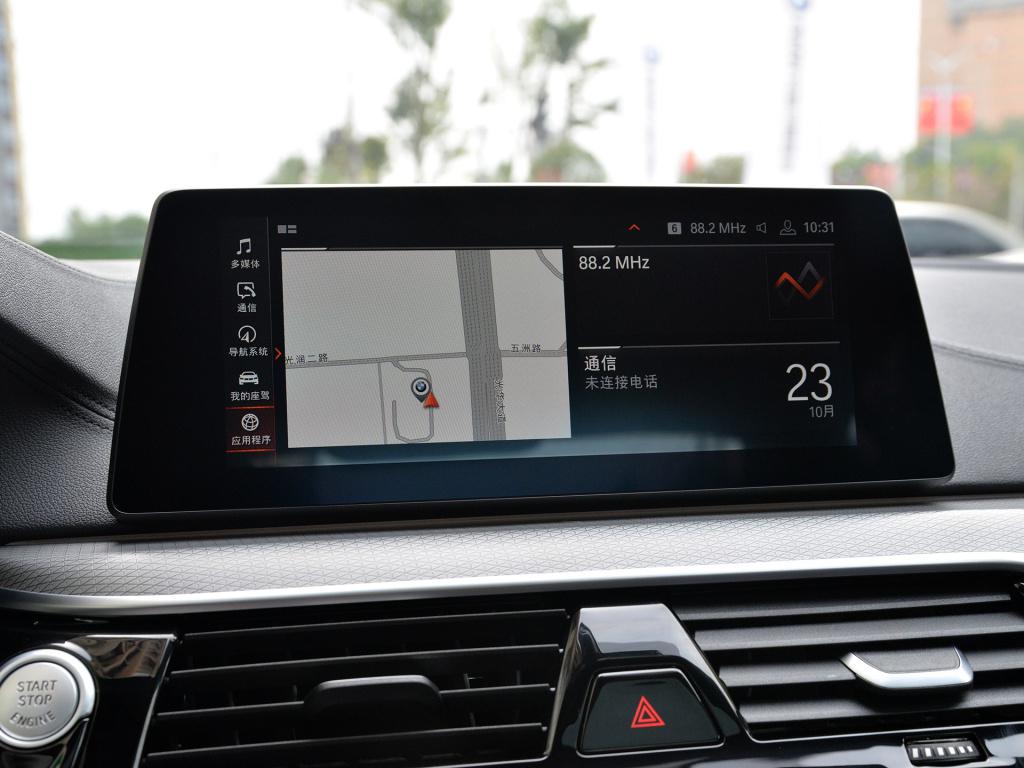 6 88.2 MHz 10:31
多媒体
通信
导航系统
我的座驾
应用程序
光润二路
五洲路
88.2 MHz
通信
未连接电话
23
10月
START
STOP
ENGINE